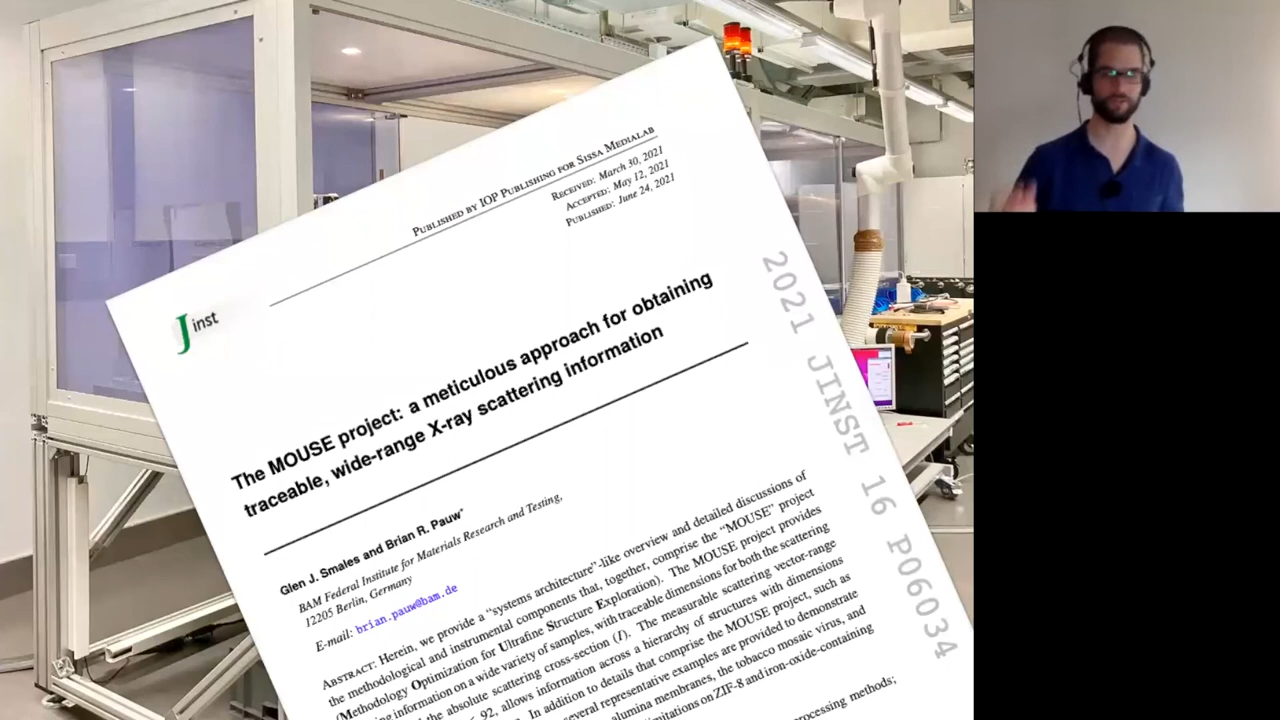 PUBLISHED BY IOP PUBLISHING FOR SISSA MEDIALAB
RECEIVED: March 30, 2021
ACCEPTED: May 12, 2021
PUBLISHED: June 24, 2021
Jinst
The MOUSE project: a meticulous approach for obtaining
traceable, wide-range X-ray scattering information
Glen J. Smales and Brian R. Pauw*
BAM Federal Institute for Materials Research and Testing,
12205 Berlin, Germany
E-mail: brian.pauw@bam.de
ABSTRACT: Herein, we provide a “systems architecture”-like overview and detailed discussions of
the methodological and instrumental components that, together, comprise the “MOUSE” project
(Methodology Optimization for Ultrafine Structure Exploration). The MOUSE project provides
information on a wide variety of samples, with traceable dimensions for both the scattering
the absolute scattering cross-section (I). The measurable scattering vector-range
92, allows information across a hierarchy of structures with dimensions
In addition to details that comprise the MOUSE project, such as
several representative examples are provided to demonstrate
alumina membranes, the tobacco mosaic virus, and
limitations on ZIF-8 and iron-oxide-containing
processing methods;
2021 JINST 16 P06034